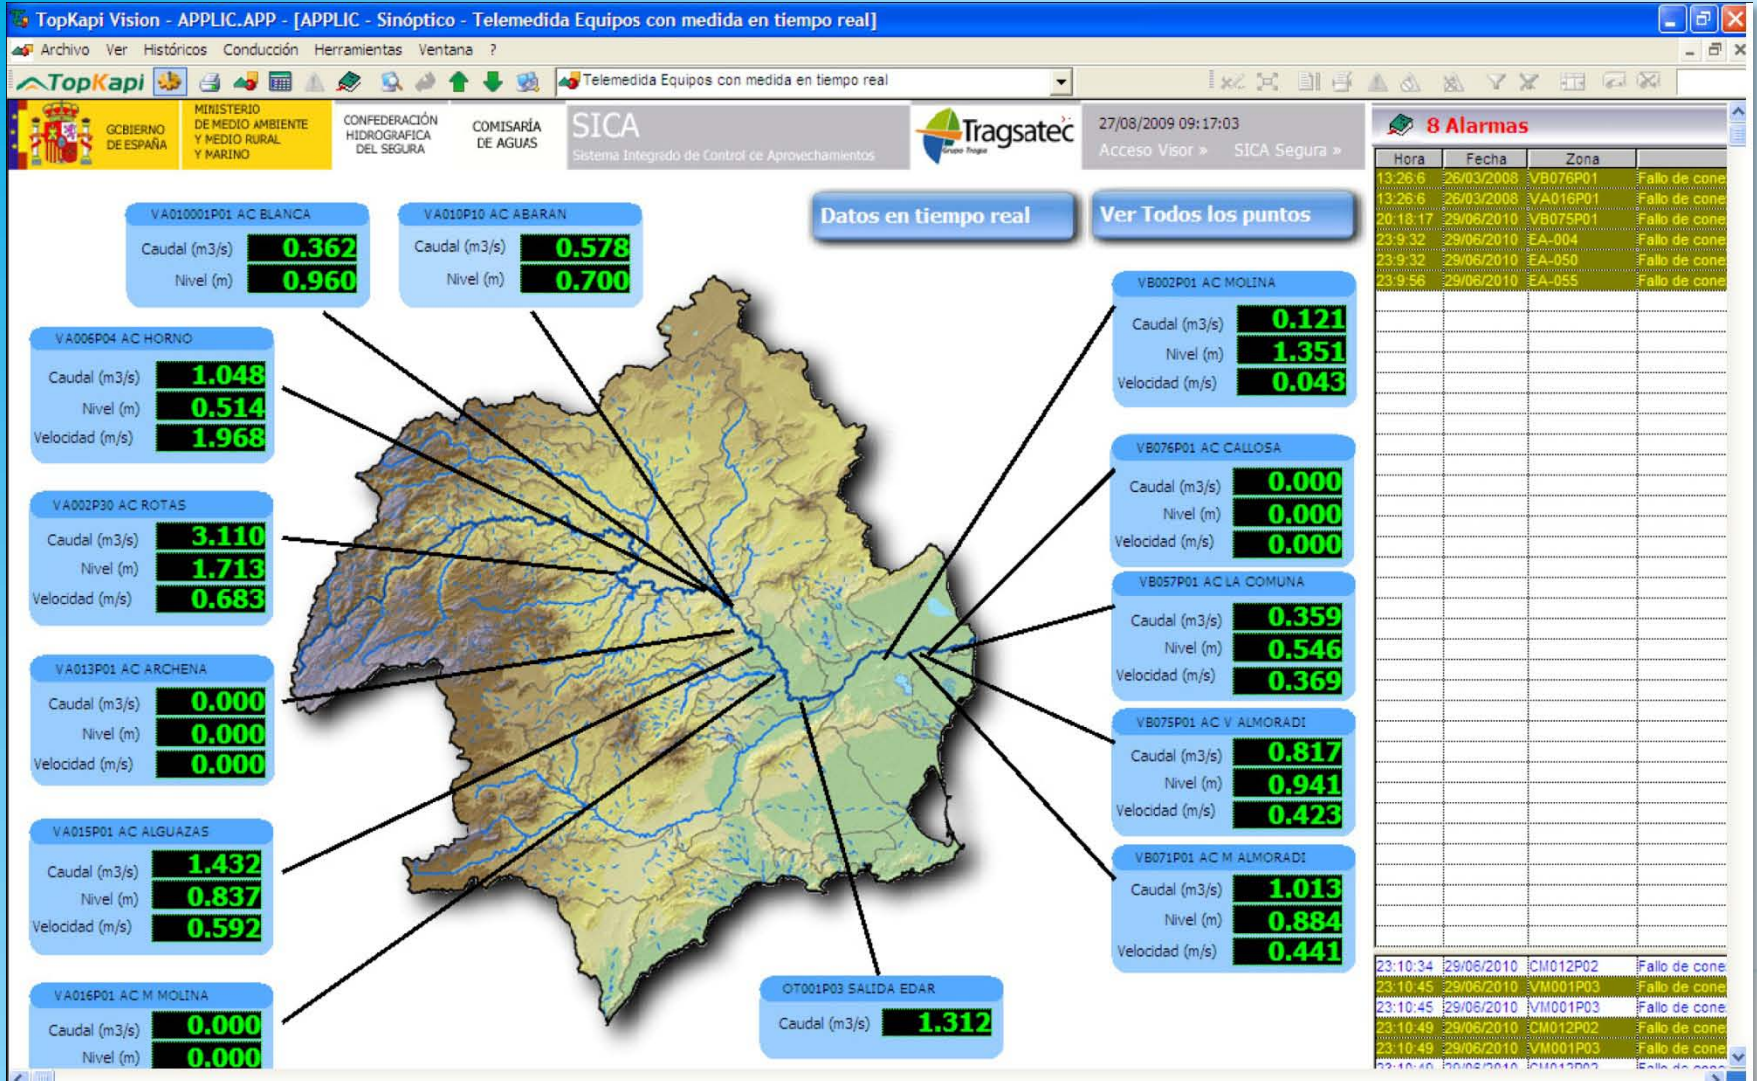 TopKapi Vision - APPLIC.APP - [APPLIC - Sinóptico - Telemedida Equipos con medida en tiempo real]
Archivo Ver Históricos Conducción Herramientas Ventana ?
TopKapi
Telemedida Equipos con medida en tiempo real
GOBIERNO
DE ESPAÑA
MINISTERIO
DE MEDIO AMBIENTE
Y MEDIO RURAL
Y MARINO
CONFEDERACIÓN
HIDROGRAFICA
DEL SEGURA
COMISARÍA
DE AGUAS
SICA
Sistema Integrado de Control de Aprovechamientos
Tragsatec
Grupo Tragsa
27/08/2009 09:17:03
Acceso Visor » SICA Segura »
Datos en tiempo real
Ver Todos los puntos
VA010001P01 AC BLANCA
Caudal (m3/s) 0.362
Nivel (m) 0.960
VA010P10 AC ABARAN
Caudal (m3/s) 0.578
Nivel (m) 0.700
VA006P04 AC HORNO
Caudal (m3/s) 1.048
Nivel (m) 0.514
Velocidad (m/s) 1.968
VA002P30 AC ROTAS
Caudal (m3/s) 3.110
Nivel (m) 1.713
Velocidad (m/s) 0.683
VA013P01 AC ARCHENA
Caudal (m3/s) 0.000
Nivel (m) 0.000
Velocidad (m/s) 0.000
VA015P01 AC ALGUAZAS
Caudal (m3/s) 1.432
Nivel (m) 0.837
Velocidad (m/s) 0.592
VA016P01 AC M MOLINA
Caudal (m3/s) 0.000
Nivel (m) 0.000
OT001P03 SALIDA EDAR
Caudal (m3/s) 1.312
VB002P01 AC MOLINA
Caudal (m3/s) 0.121
Nivel (m) 1.351
Velocidad (m/s) 0.043
VB076P01 AC CALLOSA
Caudal (m3/s) 0.000
Nivel (m) 0.000
Velocidad (m/s) 0.000
VB057P01 AC LA COMUNA
Caudal (m3/s) 0.359
Nivel (m) 0.546
Velocidad (m/s) 0.369
VB075P01 AC V ALMORADI
Caudal (m3/s) 0.817
Nivel (m) 0.941
Velocidad (m/s) 0.423
VB071P01 AC M ALMORADI
Caudal (m3/s) 1.013
Nivel (m) 0.884
Velocidad (m/s) 0.441
8 Alarmas
Hora Fecha Zona
13:26:6 26/03/2008 VB076P01 Fallo de cone
13:26:6 26/03/2008 VA016P01 Fallo de cone
20:18:17 29/06/2010 VB075P01 Fallo de cone
23:9:32 29/06/2010 EA-004 Fallo de cone
23:9:32 29/06/2010 EA-050 Fallo de cone
23:9:56 29/06/2010 EA-055 Fallo de cone
23:10:34 29/06/2010 CM012P02 Fallo de cone
23:10:45 29/06/2010 VM001P03 Fallo de cone
23:10:45 29/06/2010 VM001P03 Fallo de cone
23:10:49 29/06/2010 CM012P02 Fallo de cone
23:10:49 29/06/2010 VM001P03 Fallo de cone